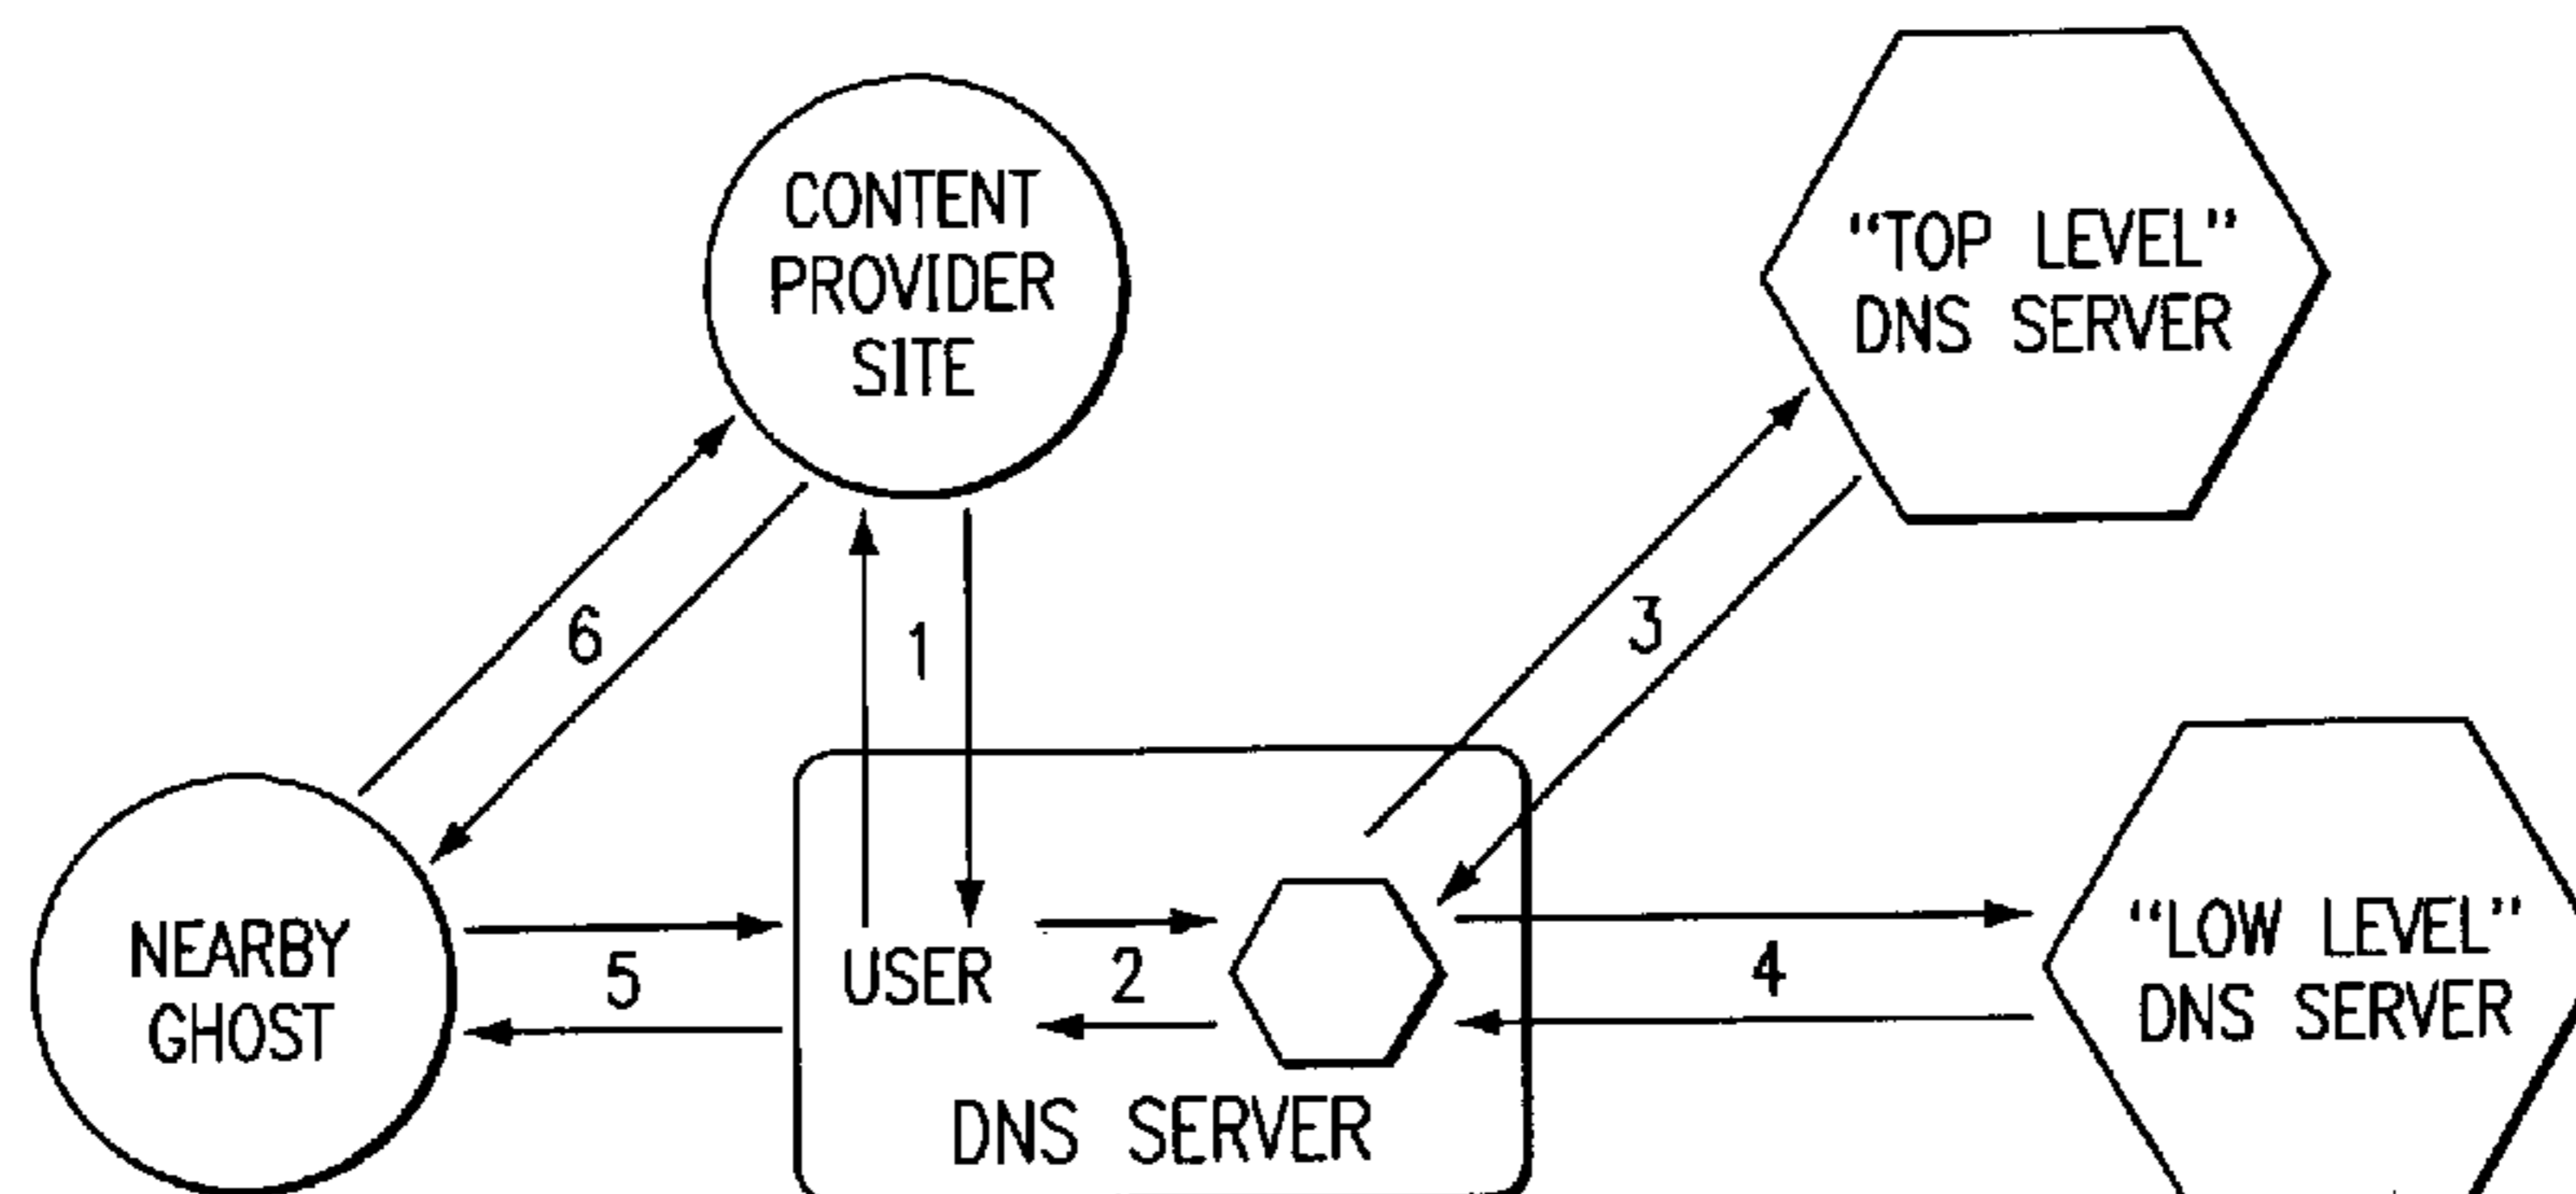 CONTENT
PROVIDER
SITE
“TOP LEVEL”
DNS SERVER
6
1
3
NEARBY
GHOST
5
USER
2
4
“LOW LEVEL”
DNS SERVER
DNS SERVER